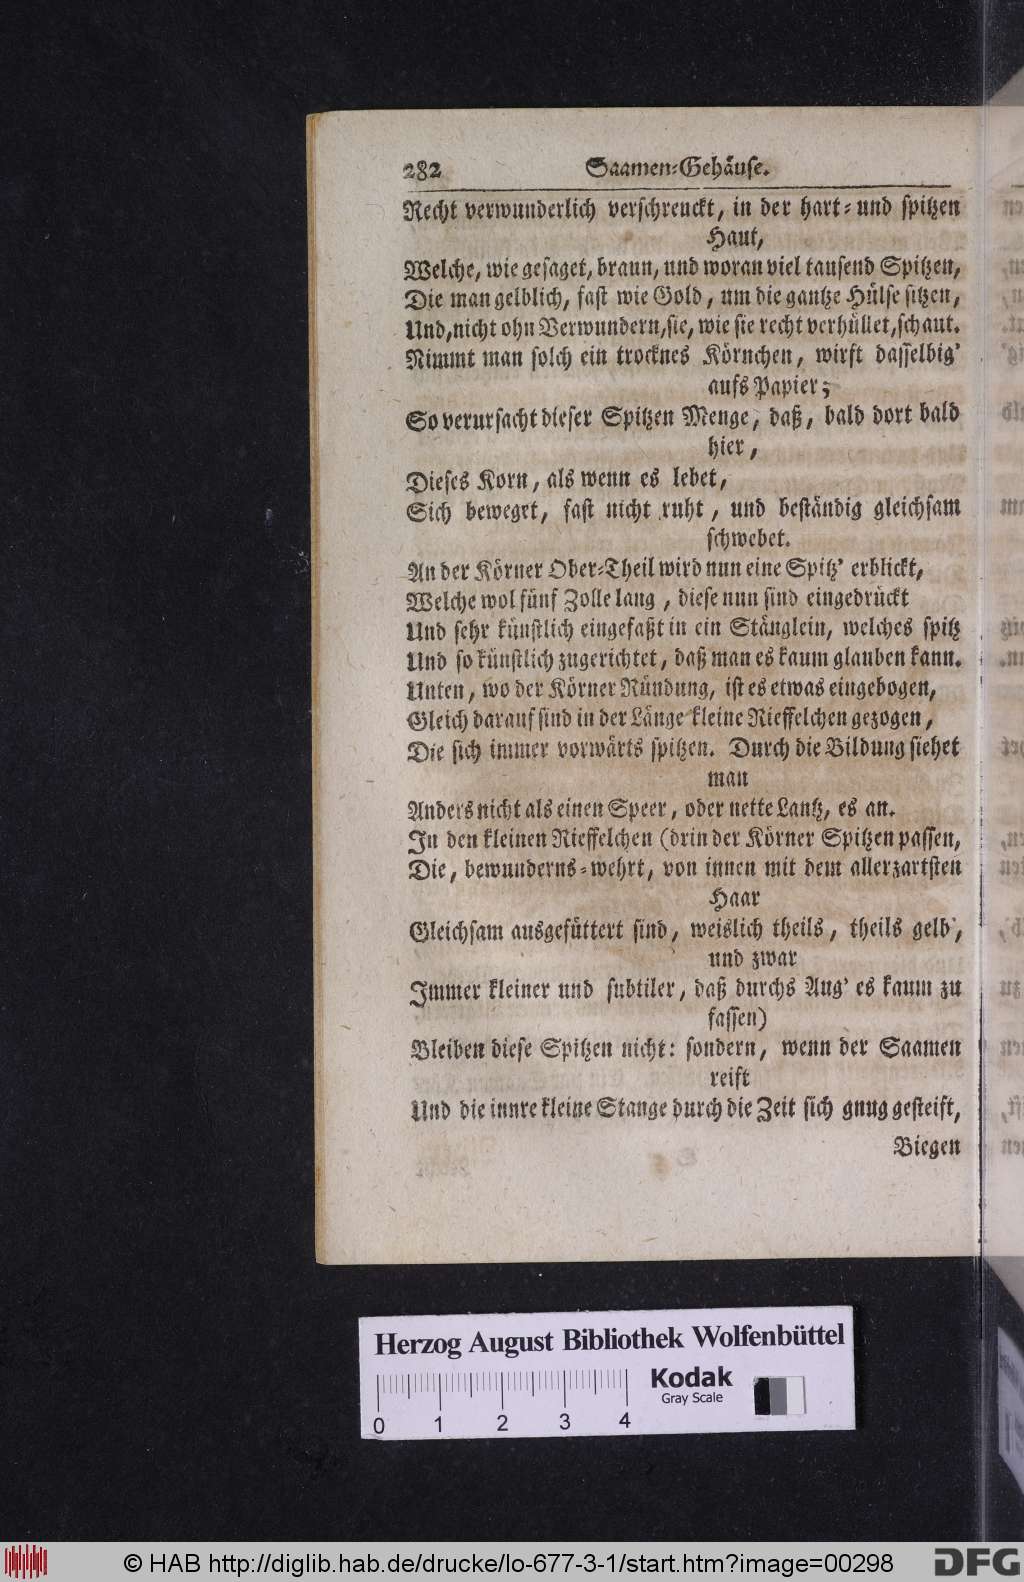 282 Saamen-Gehäuse.
Recht verwunderlich verschreuckt, in der hart- und spitzen
Haut,
Welche, wie gesaget, braun, und woran viel tausend Spitzen,
Die man gelblich, fast wie Gold, um die gantze Hülse sitzen,
Und, nicht ohn Verwundern, sie, wie sie recht verhüllet, schaut.
Nimmt man solch ein trocknes Körnchen, wirft dasselbig'
aufs Papier;
So verursacht dieser Spitzen Menge, daß, bald dort bald
hier,
Dieses Korn, als wenn es lebet,
Sich beweget, fast nicht ruht, und beständig gleichsam
schwebet.
An der Körner Ober-Theil wird nun eine Spitz' erblickt,
Welche wol fünf Zolle lang, diese nun sind eingedrückt
Und sehr künstlich eingefaßt in ein Stänglein, welches spitz
Und so künstlich zugerichtet, daß man es kaum glauben kann.
Unten, wo der Körner Ründung, ist es etwas eingebogen,
Gleich darauf sind in der Länge kleine Rieffelchen gezogen,
Die sich immer vorwärts spitzen. Durch die Bildung siehet
man
Anders nicht als einen Speer, oder nette Lantz, es an.
In den kleinen Rieffelchen (drin der Körner Spitzen passen,
Die, bewunderns-wehrt, von innen mit dem allerzartsten
Haar
Gleichsam ausgefüttert sind, weislich theils, theils gelb',
und zwar
Immer kleiner und subtiler, daß durchs Aug' es kaum zu
fassen)
Bleiben diese Spitzen nicht: sondern, wenn der Saamen
reift
Und die innre kleine Stange durch die Zeit sich gnug gesteift,
Biegen
Herzog August Bibliothek Wolfenbüttel
Kodak
Gray Scale
0 1 2 3 4
© HAB http://diglib.hab.de/drucke/lo-677-3-1/start.htm?image=00298
DFG